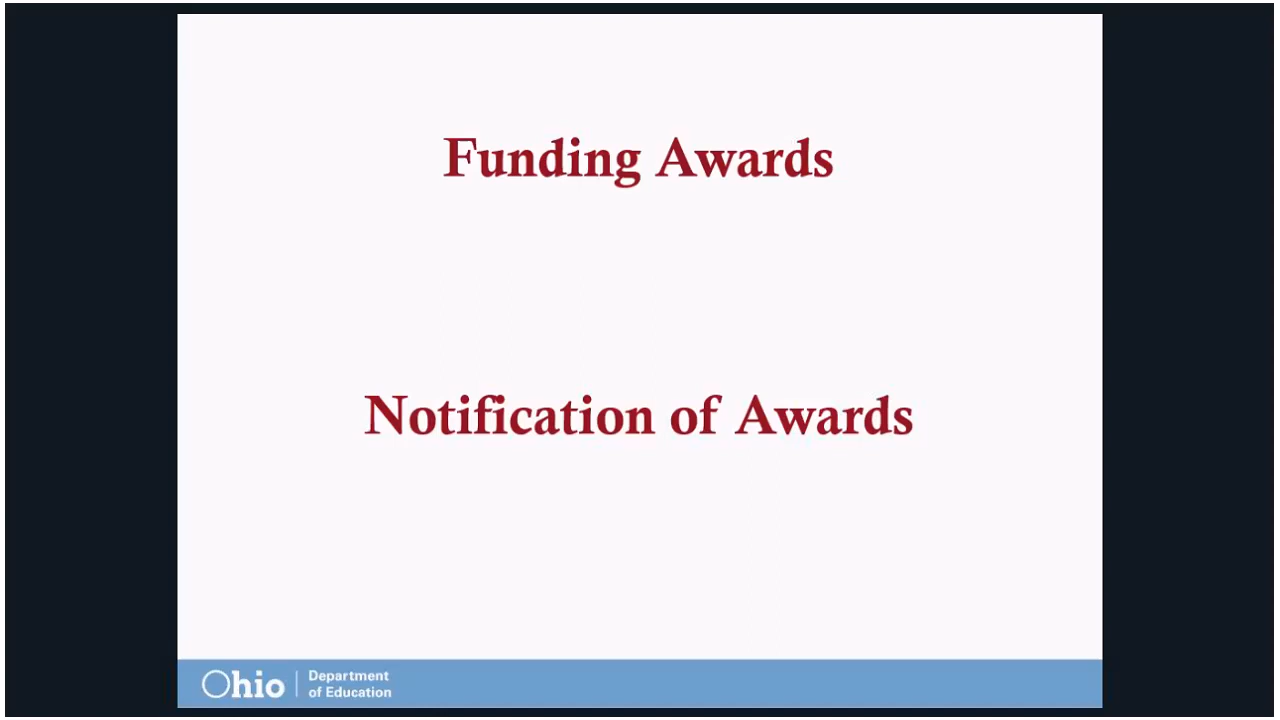 Funding Awards
Notification of Awards
Ohio
Department
of Education